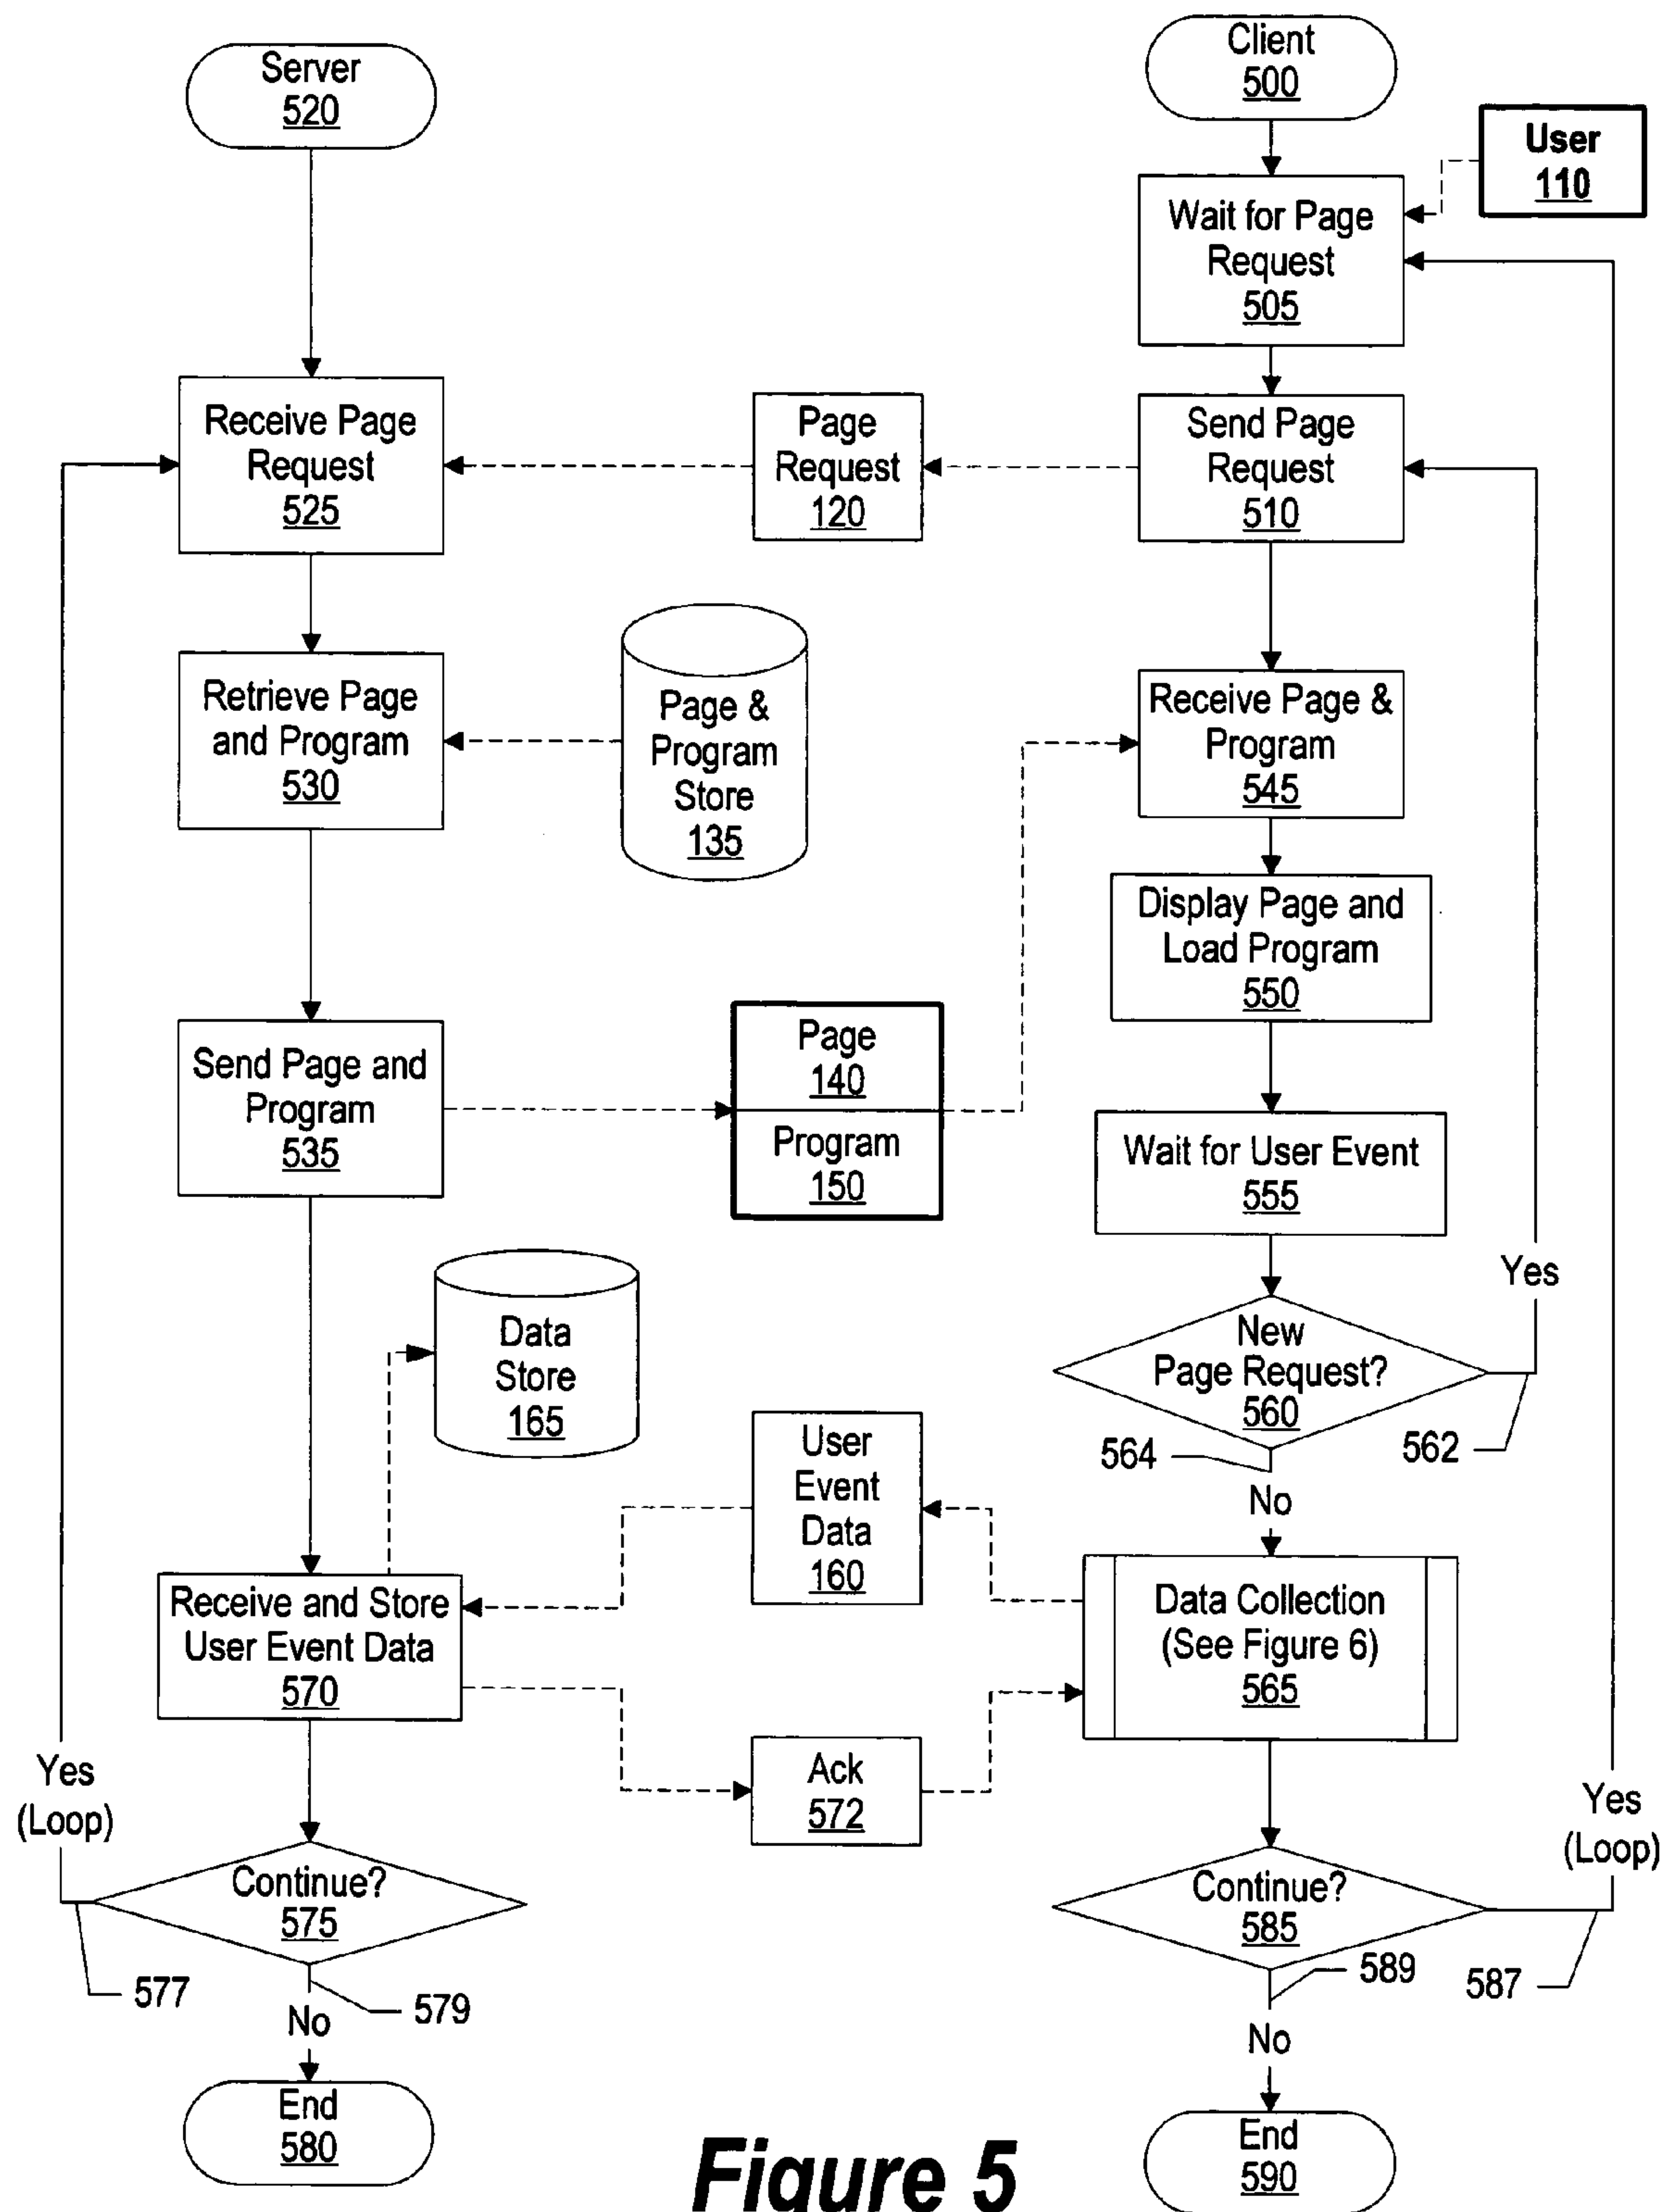 Server
520
Client
500
User
110
Wait for Page
Request
505
Receive Page
Request
525
Page
Request
120
Send Page
Request
510
Retrieve Page
and Program
530
Page &
Program
Store
135
Receive Page &
Program
545
Display Page and
Load Program
550
Send Page and
Program
535
Page
140
Program
150
Wait for User Event
555
Yes
Data
Store
165
New
Page Request?
560
564
562
No
User
Event
Data
160
Receive and Store
User Event Data
570
Data Collection
(See Figure 6)
565
Ack
572
Yes
(Loop)
Yes
(Loop)
Continue?
575
Continue?
585
577
579
No
589
587
No
End
580
End
590
Figure 5